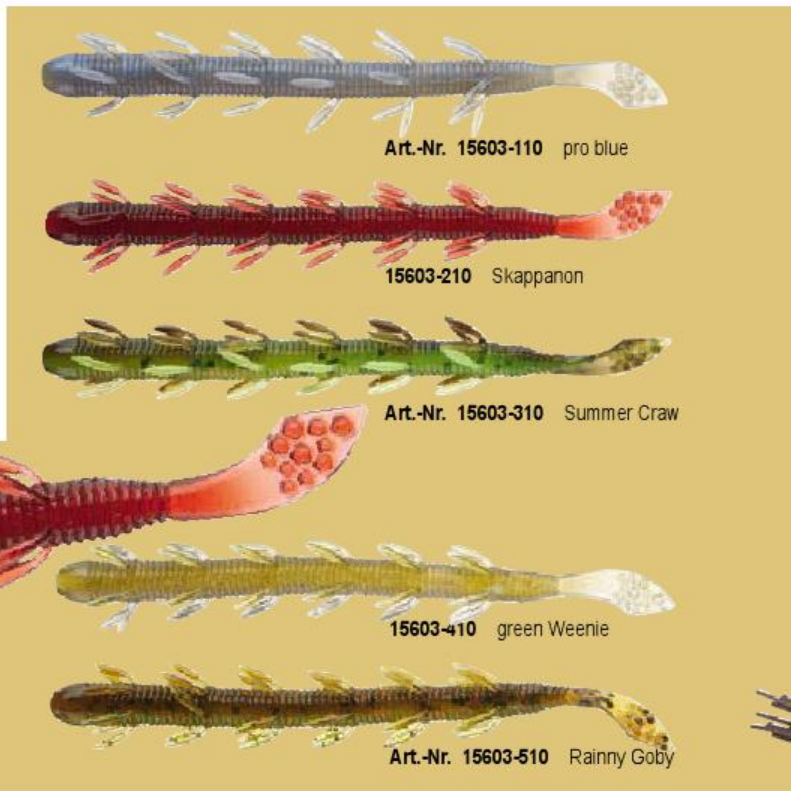 Art.-Nr. 15603-110 pro blue
15603-210 Skappanon
Art.-Nr. 15603-310 Summer Craw
15603-410 green Weenie
Art.-Nr. 15603-510 Rainny Goby